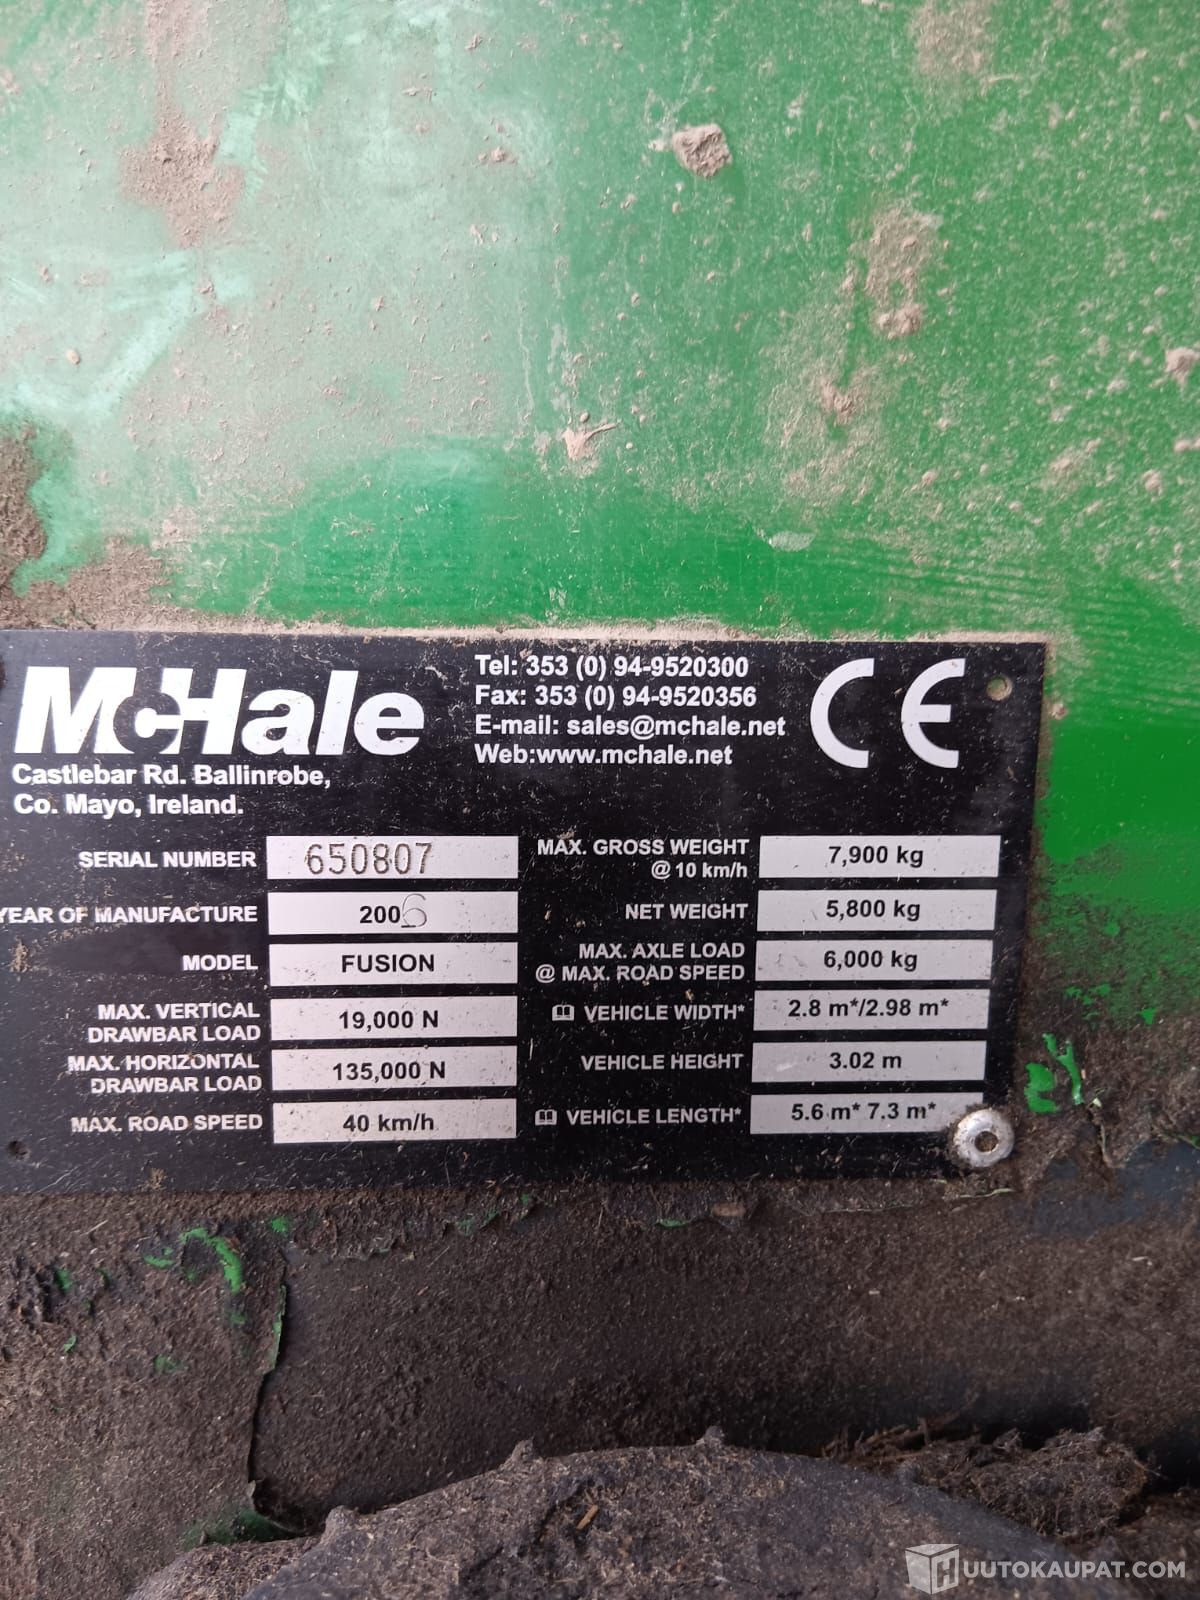 McHale
Castlebar Rd. Ballinrobe,
Co. Mayo, Ireland.
Tel: 353 (0) 94-9520300
Fax: 353 (0) 94-9520356
E-mail: sales@mchale.net
Web:www.mchale.net
CE
SERIAL NUMBER 650807
YEAR OF MANUFACTURE 2006
MODEL FUSION
MAX. VERTICAL
DRAWBAR LOAD 19,000 N
MAX. HORIZONTAL
DRAWBAR LOAD 135,000 N
MAX. ROAD SPEED 40 km/h
MAX. GROSS WEIGHT
@ 10 km/h 7,900 kg
NET WEIGHT 5,800 kg
MAX. AXLE LOAD
@ MAX. ROAD SPEED 6,000 kg
VEHICLE WIDTH* 2.8 m*/2.98 m*
VEHICLE HEIGHT 3.02 m
VEHICLE LENGTH* 5.6 m* 7.3 m*
HUUTOKAUPAT.COM